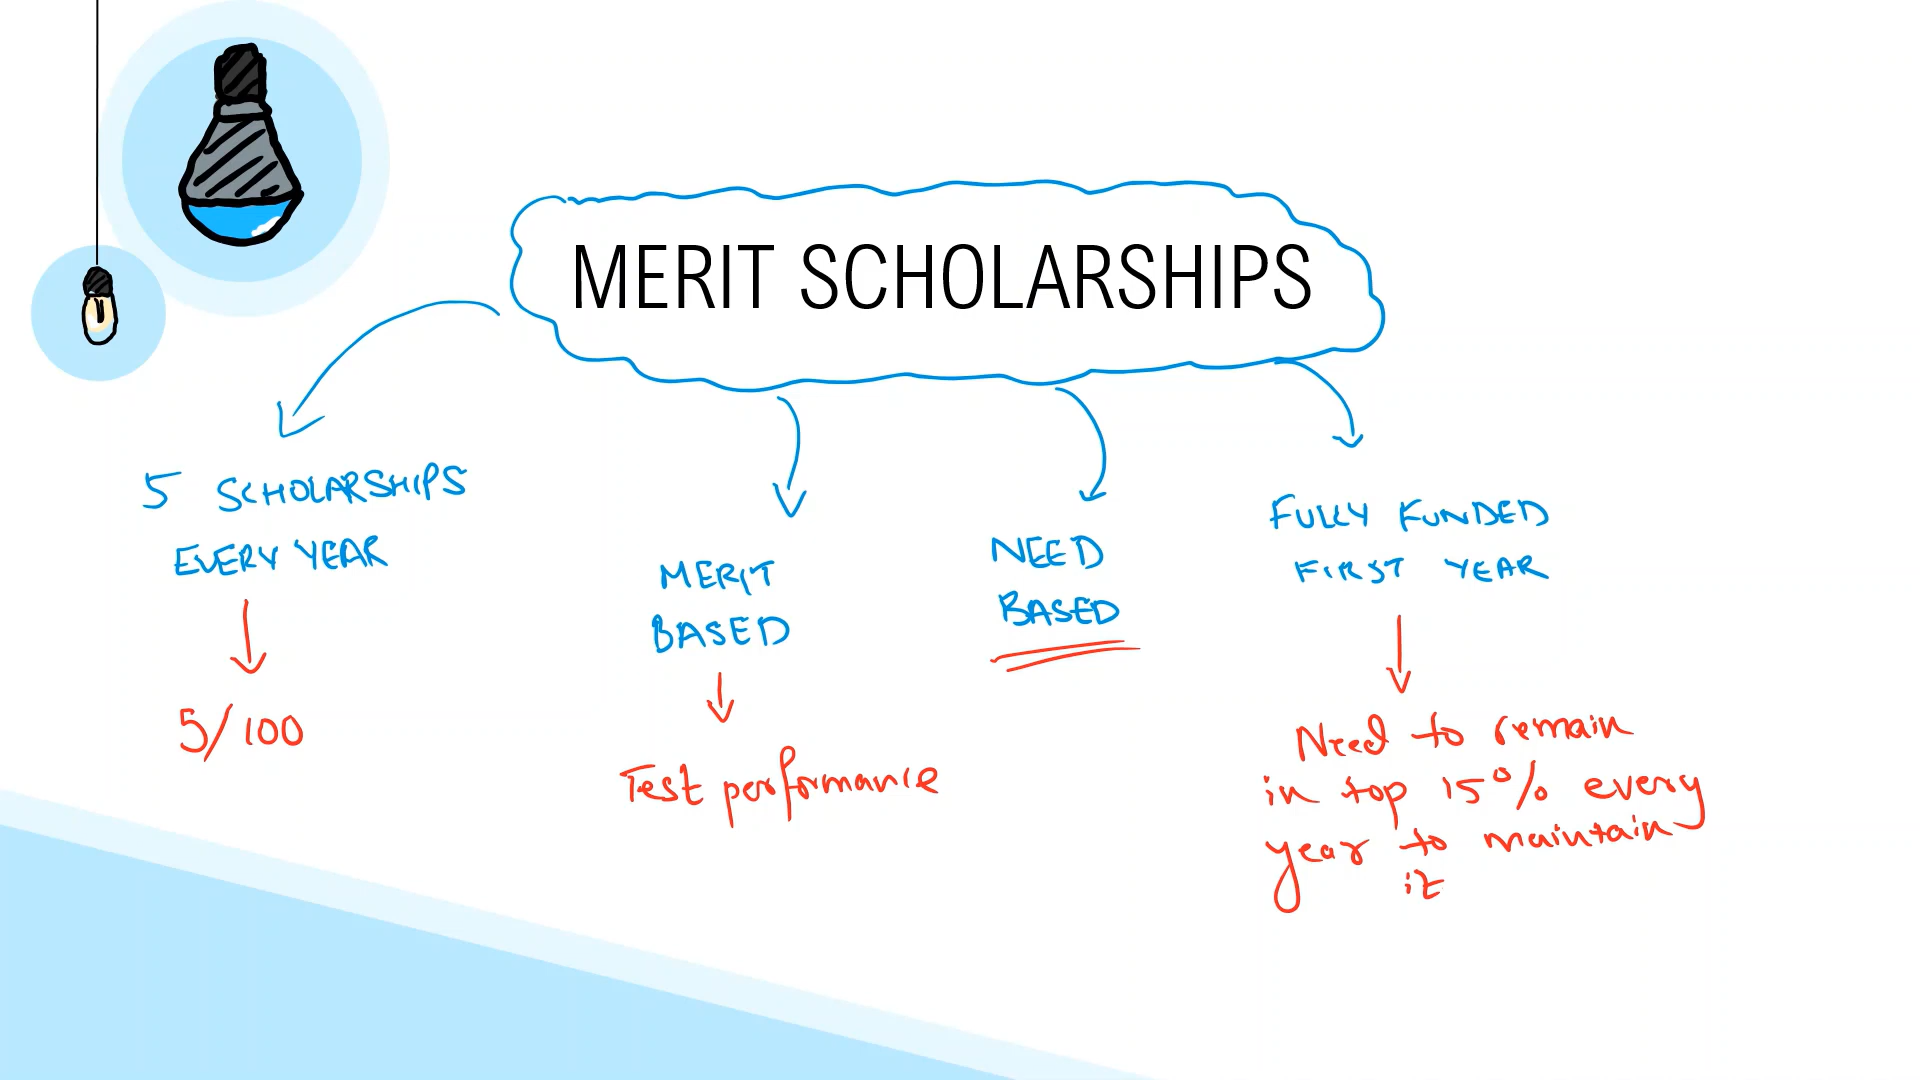 MERIT SCHOLARSHIPS
5 SCHOLARSHIPS
EVERY YEAR
5/100
MERIT
BASED
Test performance
NEED
BASED
FULLY FUNDED
FIRST YEAR
Need to remain
in top 15% every
year to maintain
it